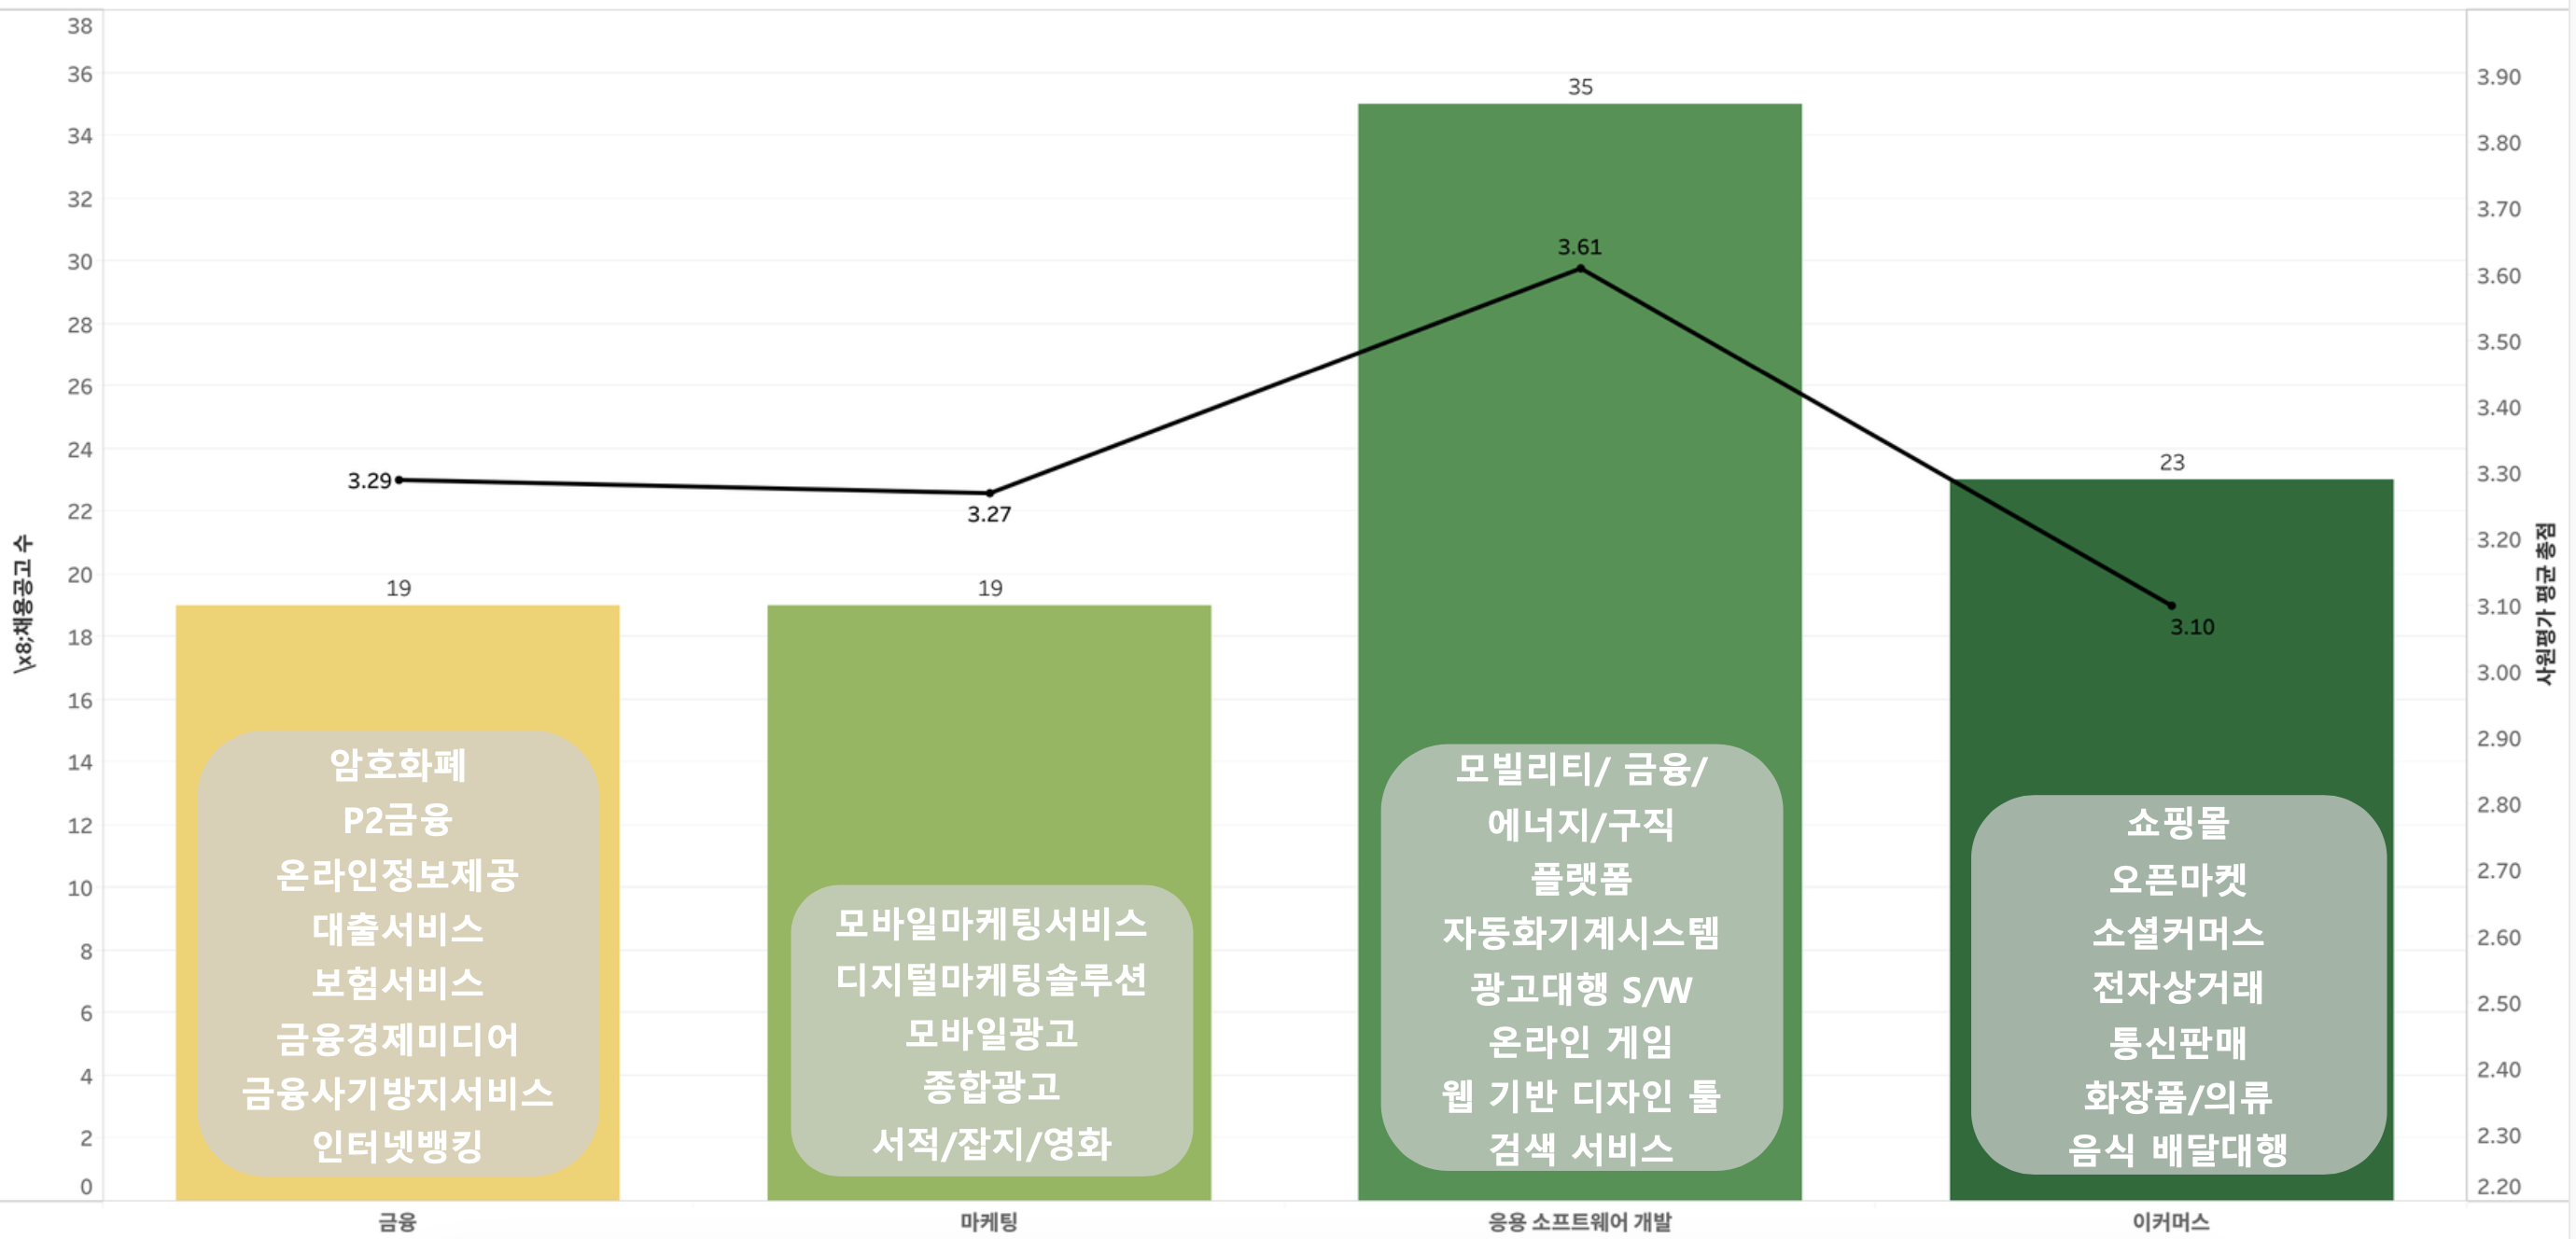 38
36
34
32
30
28
26
24
22
20
18
16
14
12
10
8
6
4
2
0
\x8;채용공고 수
3.29
3.27
3.61
3.10
19
19
35
23
암호화폐
P2금융
온라인정보제공
대출서비스
보험서비스
금융경제미디어
금융사기방지서비스
인터넷뱅킹
모바일마케팅서비스
디지털마케팅솔루션
모바일광고
종합광고
서적/잡지/영화
모빌리티/ 금융/
에너지/구직
플랫폼
자동화기계시스템
광고대행 S/W
온라인 게임
웹 기반 디자인 툴
검색 서비스
쇼핑몰
오픈마켓
소셜커머스
전자상거래
통신판매
화장품/의류
음식 배달대행
금융
마케팅
응용 소프트웨어 개발
이커머스
3.90
3.80
3.70
3.60
3.50
3.40
3.30
3.20
3.10
3.00
2.90
2.80
2.70
2.60
2.50
2.40
2.30
2.20
사원평가 평균 총점